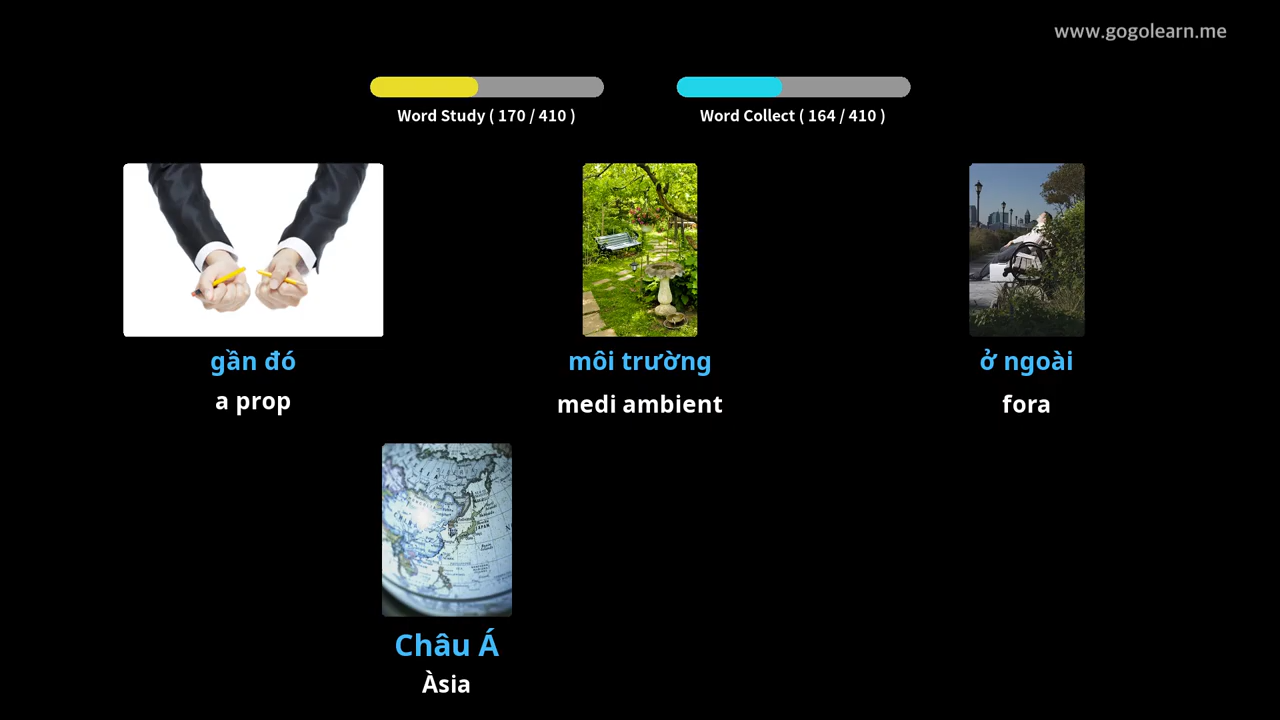 www.gogolearn.me
Word Study ( 170 / 410 )
Word Collect ( 164 / 410 )
gần đó
a prop
môi trường
medi ambient
ở ngoài
fora
Châu Á
Àsia